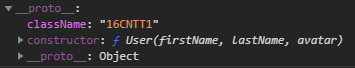 ▼ __proto__:
className: "16CNTT1"
▶ constructor: ƒ User(firstName, lastName, avatar)
▶ __proto__: Object